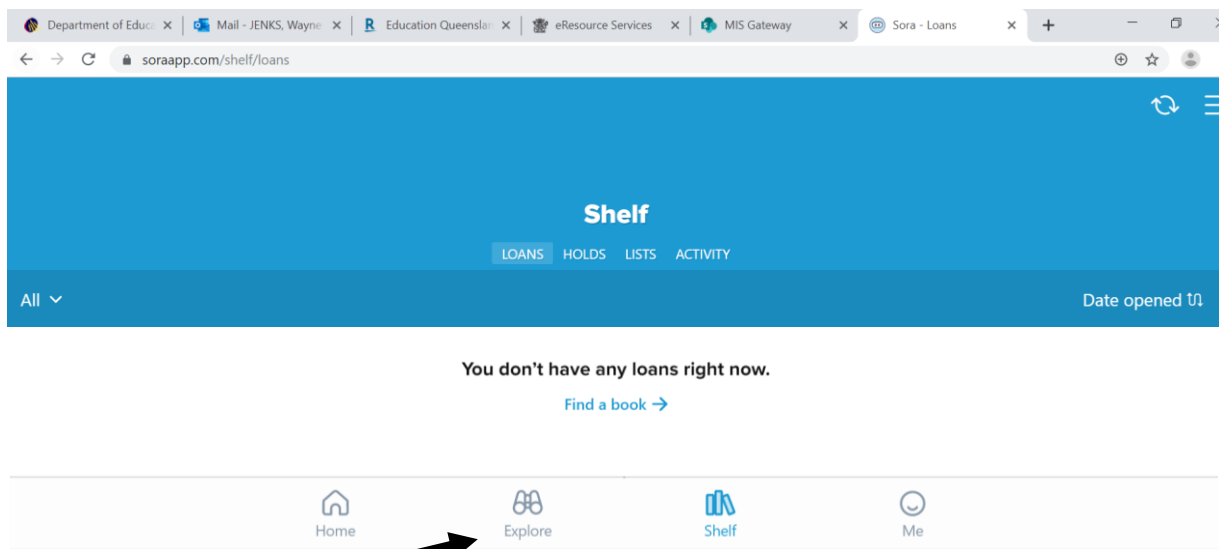 Department of Educa Mail - JENKS, Wayne Education Queenslan eResource Services MIS Gateway Sora - Loans
soraapp.com/shelf/loans
Shelf
LOANS HOLDS LISTS ACTIVITY
All Date opened
You don't have any loans right now.
Find a book →
Home Explore Shelf Me